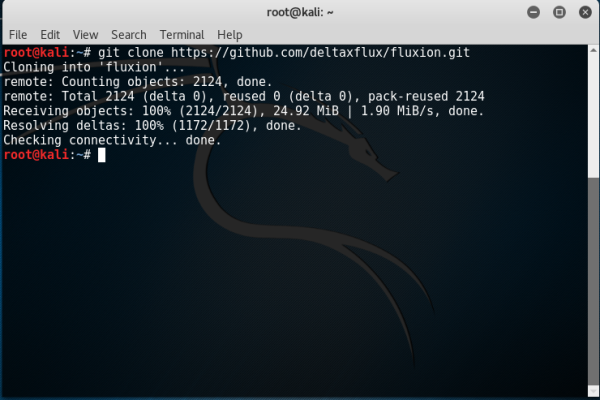 root@kali: ~
File Edit View Search Terminal Help
root@kali:~# git clone https://github.com/deltaxflux/fluxion.git
Cloning into 'fluxion'...
remote: Counting objects: 2124, done.
remote: Total 2124 (delta 0), reused 0 (delta 0), pack-reused 2124
Receiving objects: 100% (2124/2124), 24.92 MiB | 1.90 MiB/s, done.
Resolving deltas: 100% (1172/1172), done.
Checking connectivity... done.
root@kali:~#